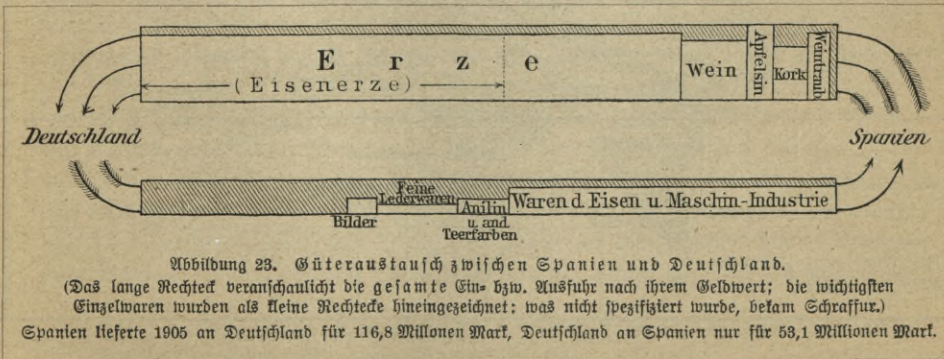 Erze
(Eisenerze)
Wein
Apfelsin
Kork
Weintraub
Deutschland
Spanien
Feine
Lederwaren
Bilder
Anilin
u. and.
Teerfarben
Waren d. Eisen u. Maschin-Industrie
Abbildung 23. Güteraustausch zwischen Spanien und Deutschland.
(Das lange Rechteck veranschaulicht die gesamte Ein= bzw. Ausfuhr nach ihrem Geldwert; die wichtigsten
Einzelwaren wurden als kleine Rechtecke hineingezeichnet; was nicht spezifiziert wurde, bekam Schraffur.)
Spanien lieferte 1905 an Deutschland für 116,8 Millonen Mark, Deutschland an Spanien nur für 53,1 Millionen Mark.